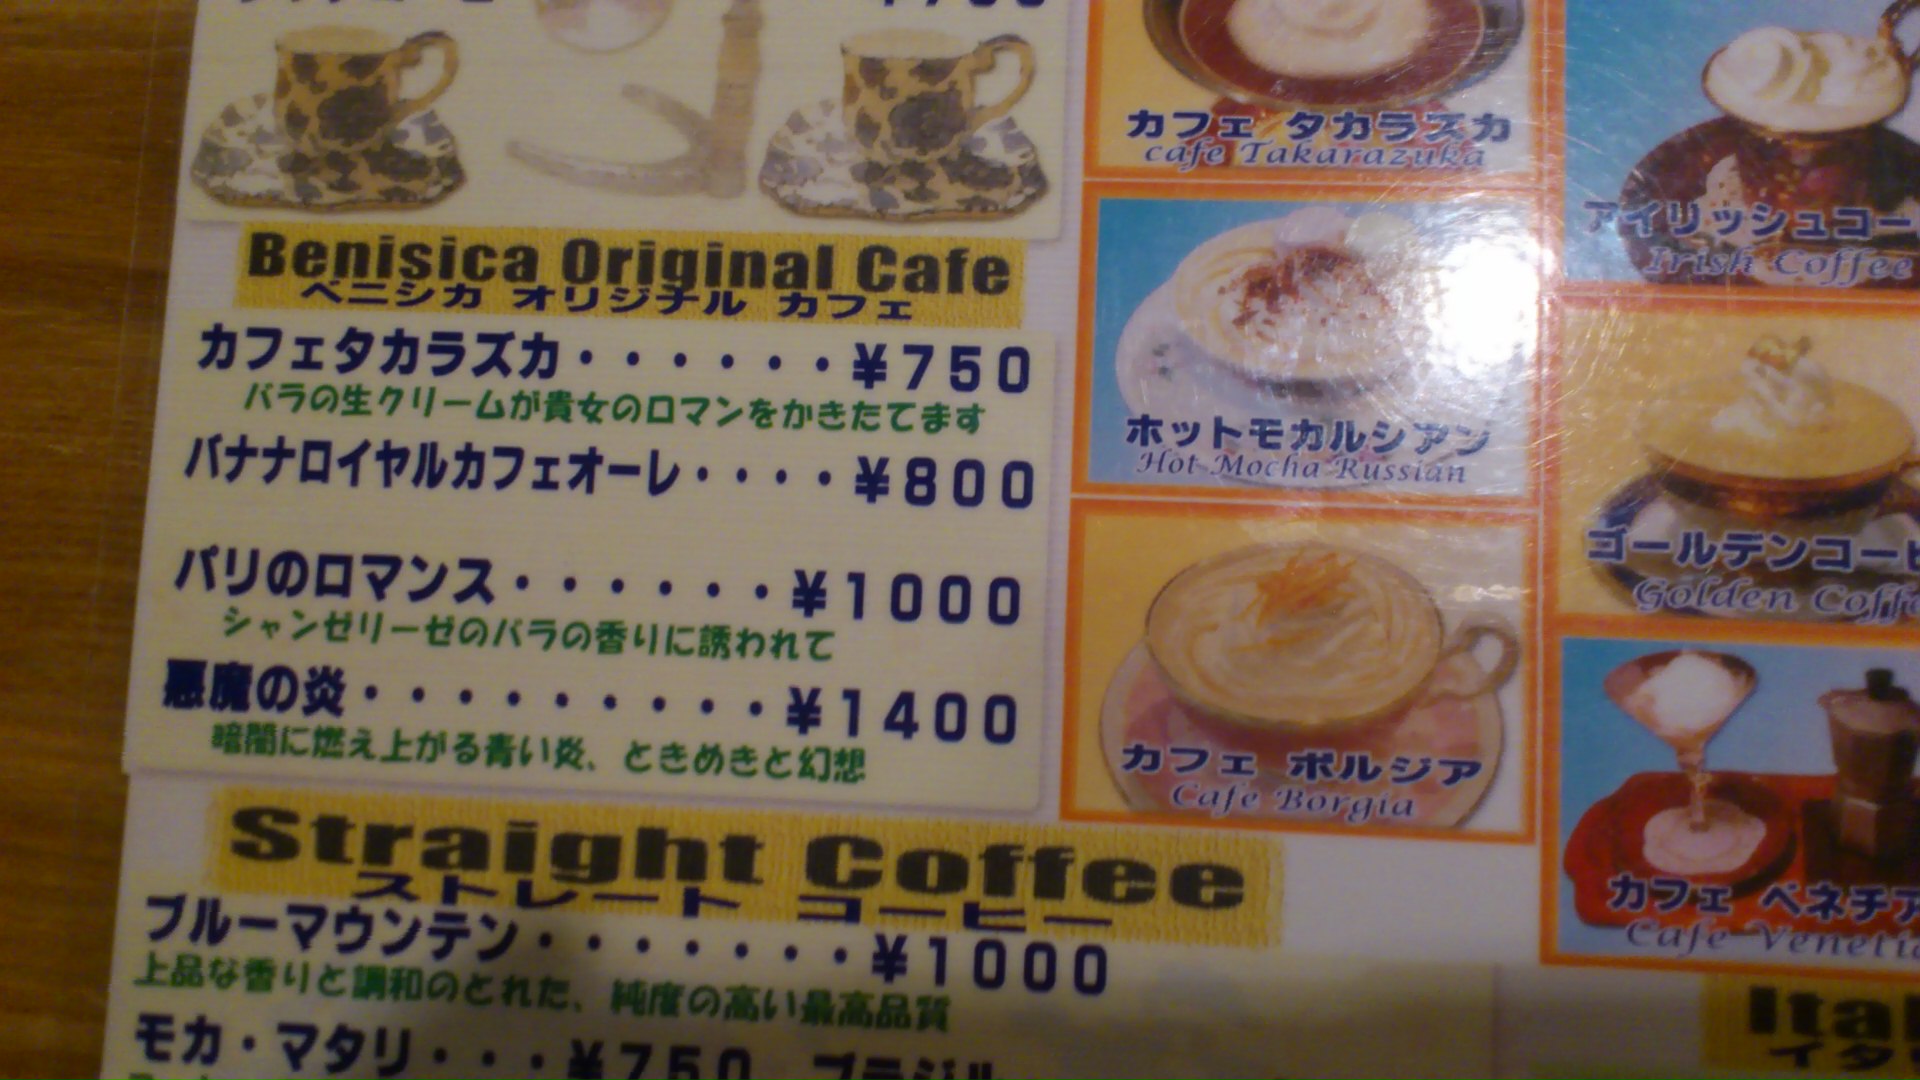 Benisica Original Cafe
ベニシカ オリジナル カフェ
カフェタカラズカ・・・・・・・¥750
バラの生クリームが貴女のロマンをかきたてます
バナナロイヤルカフェオーレ・・・・¥800
パリのロマンス・・・・・・・¥1000
シャンゼリーゼのバラの香りに誘われて
悪魔の炎・・・・・・・・・・・¥1400
暗闇に燃え上がる青い炎、ときめきと幻想
Straight Coffee
ストレート コーヒー
ブルーマウンテン・・・・・・・・・¥1000
上品な香りと調和のとれた、純度の高い最高品質
モカ・マタリ・・・¥750 ブラジル
カフェ タカラズカ
cafe Takarazuka
ホットモカルシアン
Hot Mocha Russian
カフェ ボルジア
Cafe Borgia
アイリッシュコー
Irish Coffee
ゴールデンコーヒ
Golden Coffe
カフェ ベネチア
Cafe Venetia
Ital
イタ